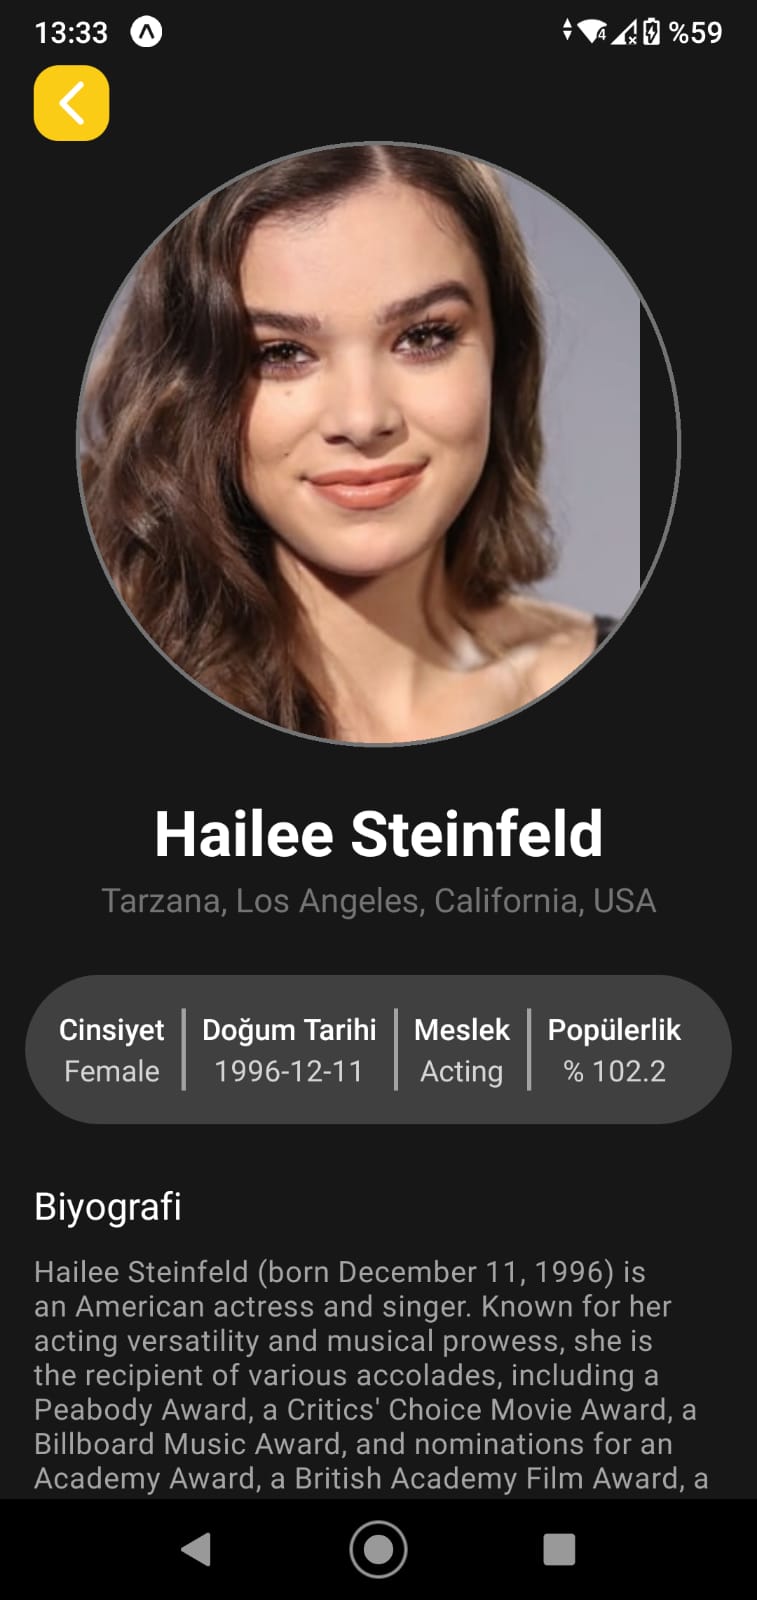 13:33
4
%59
Hailee Steinfeld
Tarzana, Los Angeles, California, USA
Cinsiyet Doğum Tarihi Meslek Popülerlik
Female 1996-12-11 Acting % 102.2
Biyografi
Hailee Steinfeld (born December 11, 1996) is
an American actress and singer. Known for her
acting versatility and musical prowess, she is
the recipient of various accolades, including a
Peabody Award, a Critics' Choice Movie Award, a
Billboard Music Award, and nominations for an
Academy Award, a British Academy Film Award, a